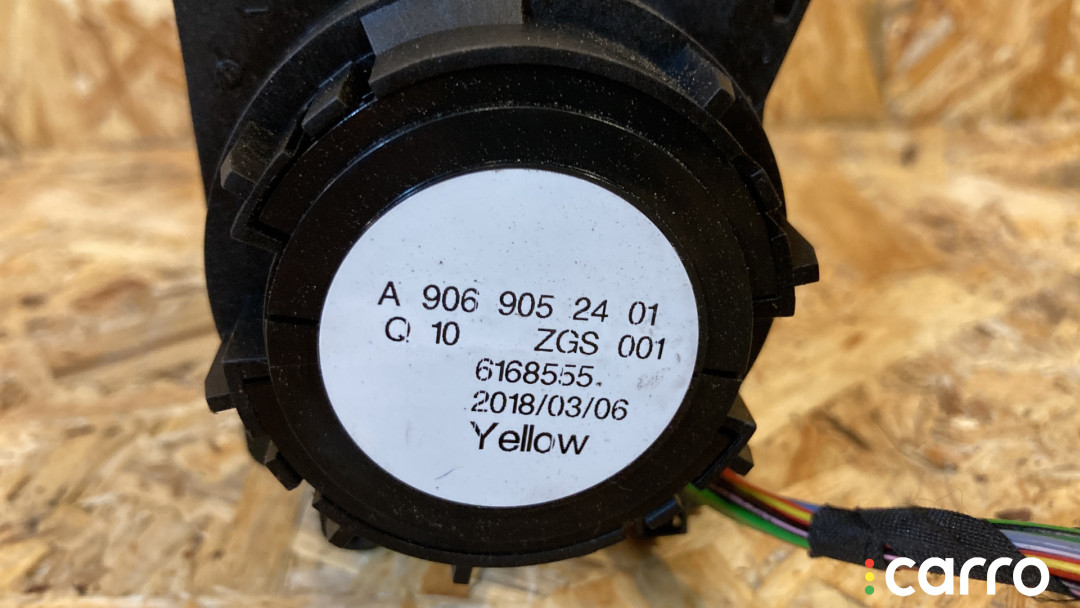 A 906 905 24 01
Q 10 ZGS 001
6168555.
2018/03/06
Yellow
carro